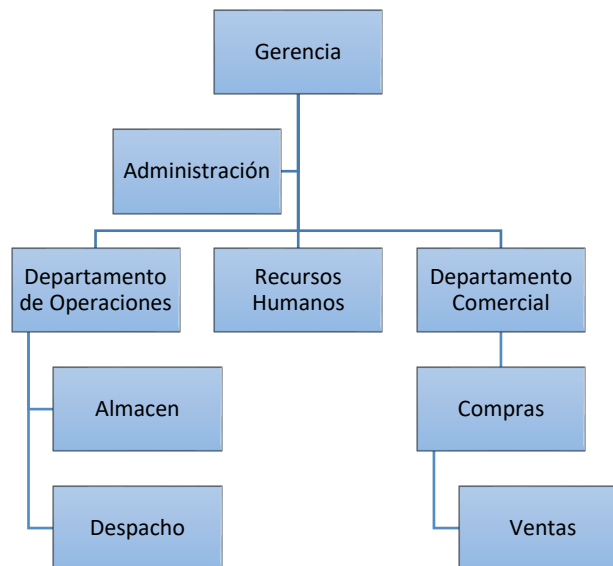 Gerencia
Administración
Departamento
de Operaciones
Recursos
Humanos
Departamento
Comercial
Almacen
Compras
Despacho
Ventas